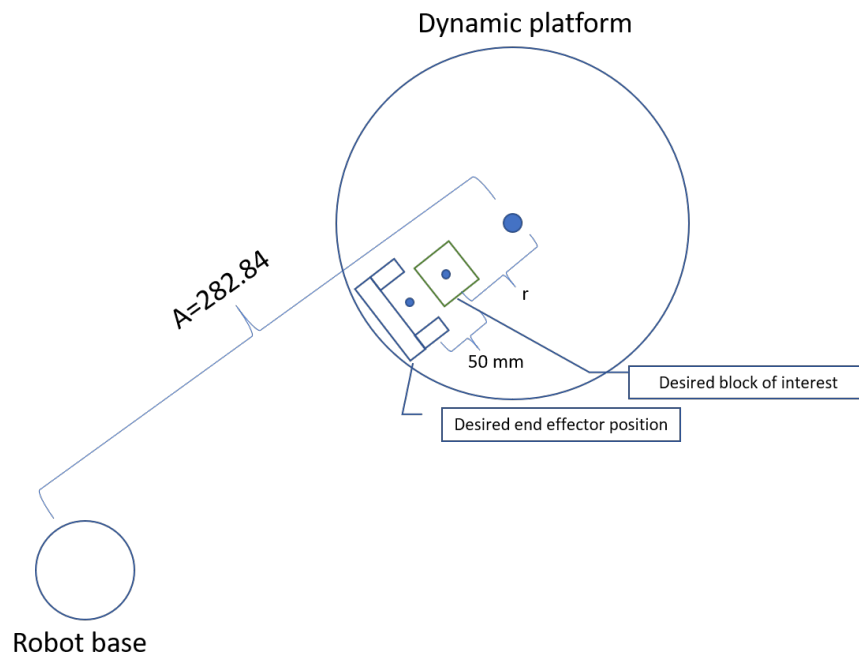 Dynamic platform
A=282.84
r
50 mm
Desired block of interest
Desired end effector position
Robot base